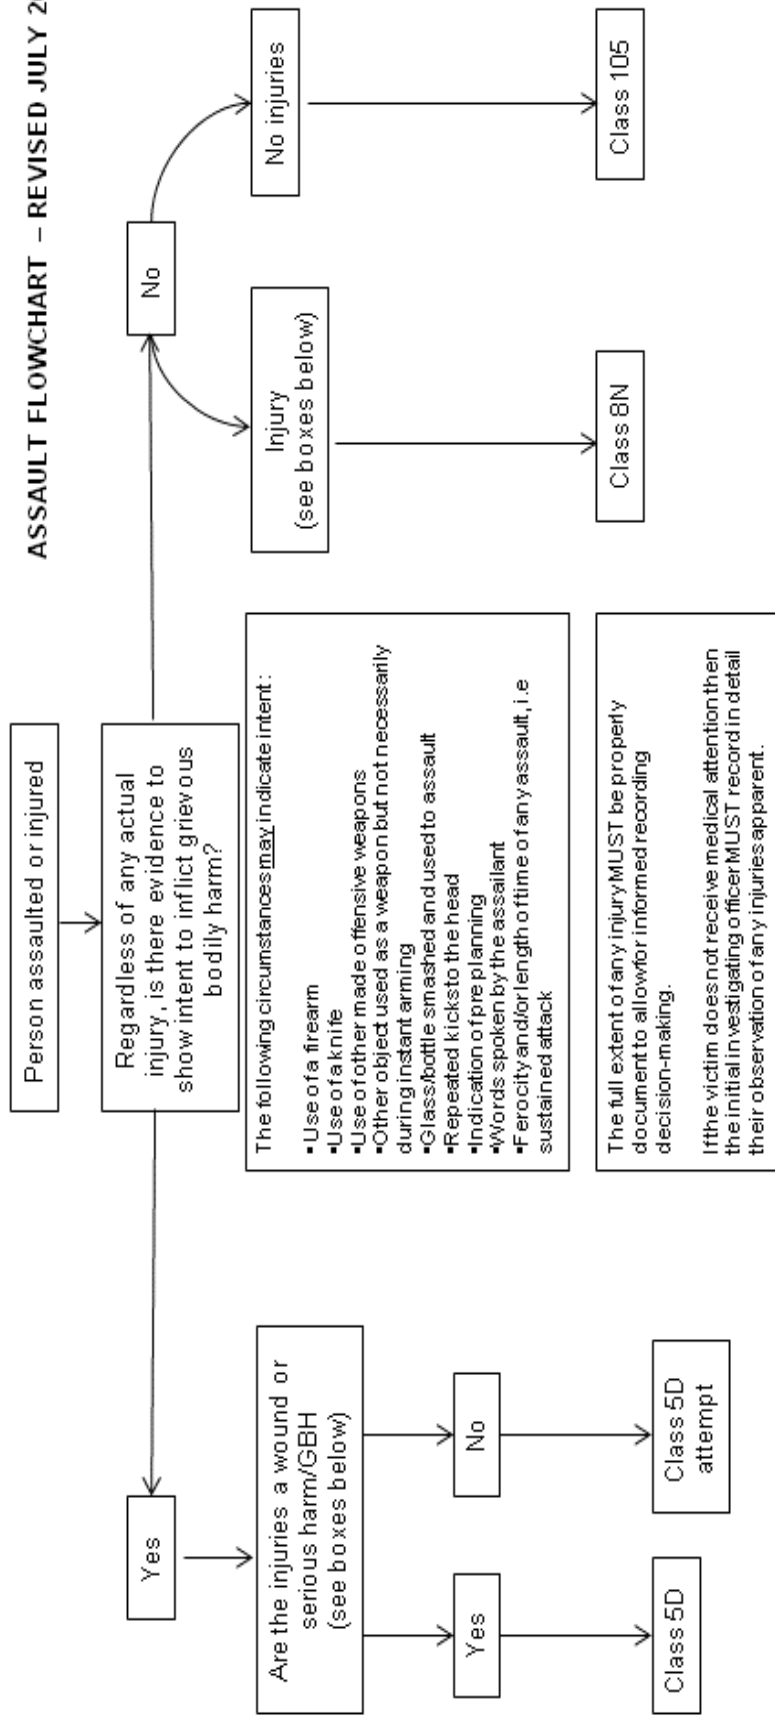 ASSAULT FLOWCHART – REVISED JULY 2
Person assaulted or injured
Regardless of any actual
injury, is there evidence to
show intent to inflict grievous
bodily harm?
Yes
No
Are the injuries a wound or
serious harm/GBH
(see boxes below)
The following circumstances may indicate intent:
▪Use of a firearm
▪Use of a knife
▪Use of other made offensive weapons
▪Other object used as a weapon but not necessarily
during instant arming
▪Glass/bottle smashed and used to assault
▪Repeated kicks to the head
▪Indication of pre planning
▪Words spoken by the assailant
▪Ferocity and/or length of time of any assault, i.e
sustained attack
Injury
(see boxes below)
No injuries
Yes
No
Class 5D
Class 5D
attempt
The full extent of any injury MUST be properly
document to allow for informed recording
decision-making.
If the victim does not receive medical attention then
the initial investigating officer MUST record in detail
their observation of any injuries apparent.
Class 8N
Class 105